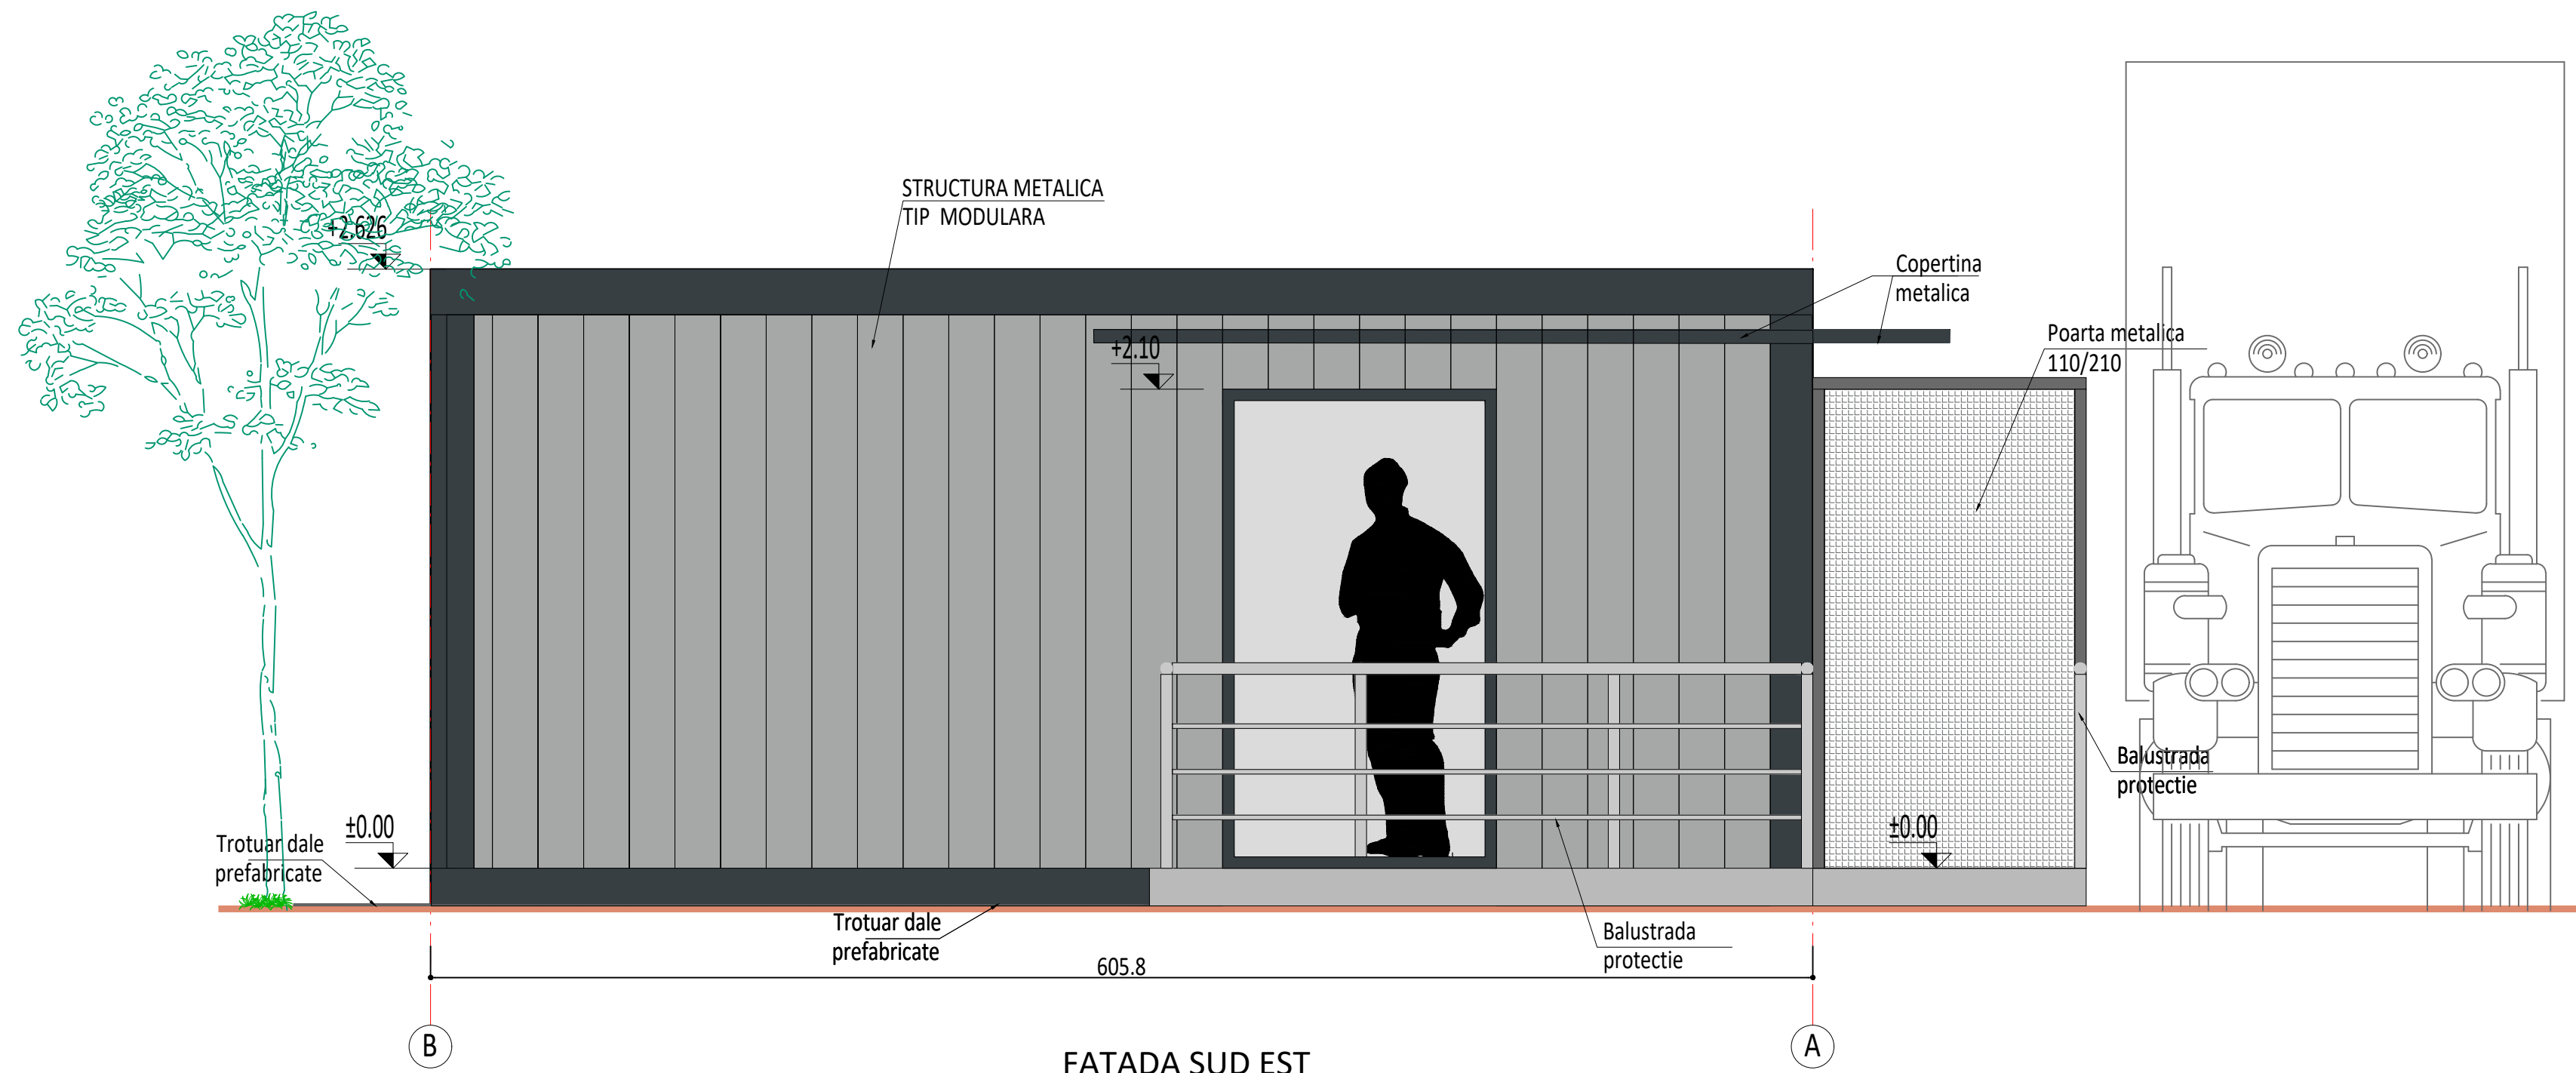 STRUCTURA METALICA
TIP MODULARA
+2.626
Copertina
metalica
+2.10
Poarta metalica
110/210
Balustrada
protectie
±0.00
±0.00
Trotuar dale
prefabricate
Trotuar dale
prefabricate
Balustrada
protectie
605.8
B
A
FATADA SUD EST